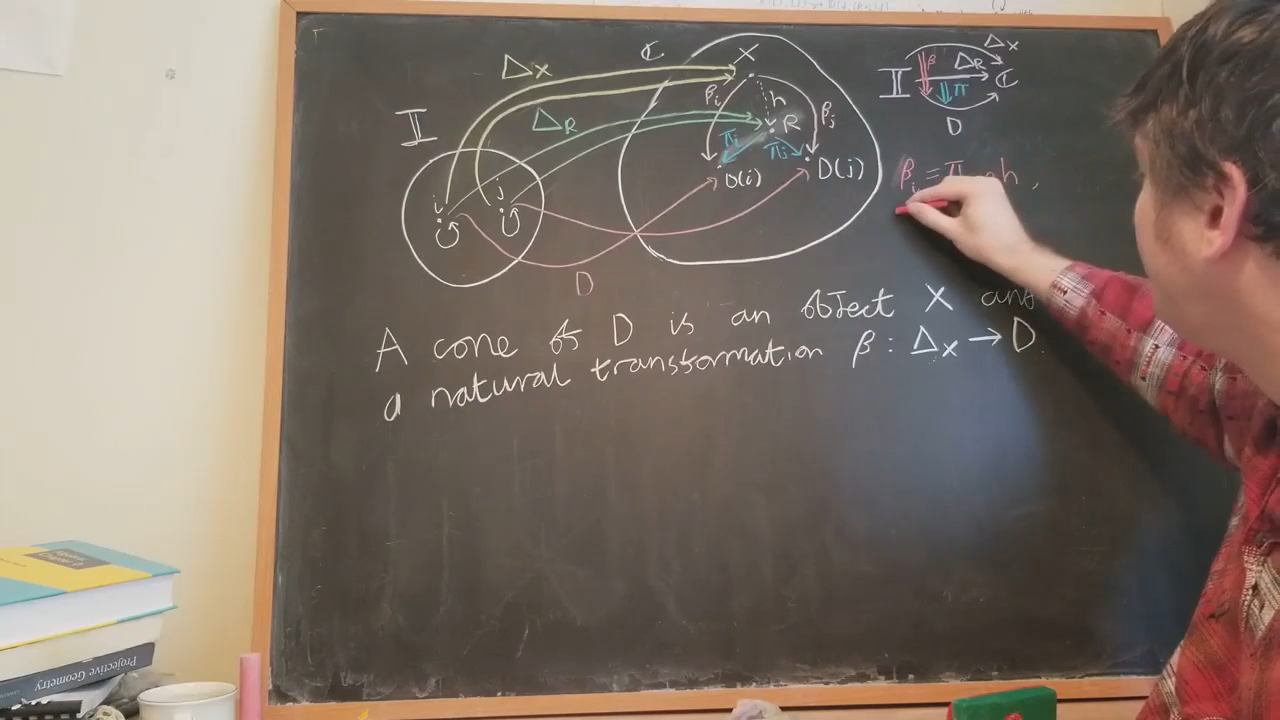 𝕀
Δx
ℂ
X
βi
h
βj
ΔR
R
πi
πj
D(i)
D(j)
i
j
D
Δx
𝕀
β
ΔR
ℂ
π
D
βi = π h,
A cone of D is an object X and
a natural transformation β : Δx → D.
Projective Geometry